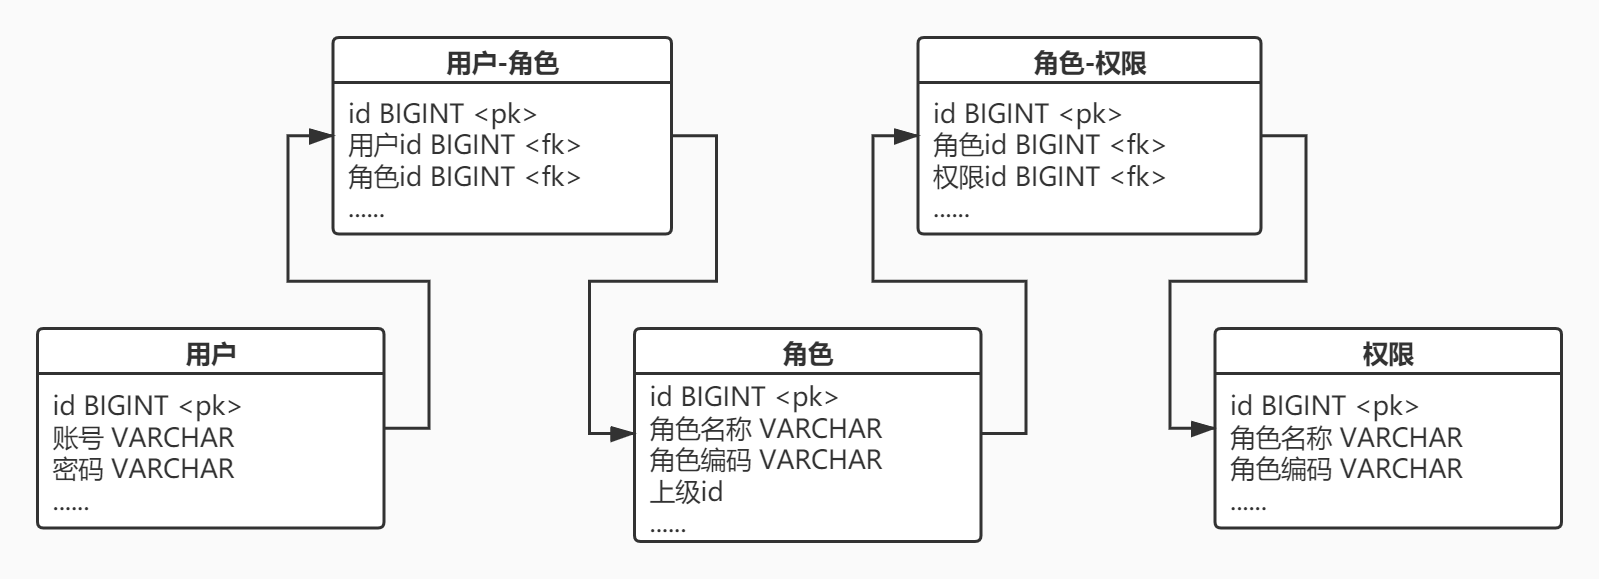 用户-角色
id BIGINT <pk>
用户id BIGINT <fk>
角色id BIGINT <fk>
......
角色-权限
id BIGINT <pk>
角色id BIGINT <fk>
权限id BIGINT <fk>
......
用户
id BIGINT <pk>
账号 VARCHAR
密码 VARCHAR
......
角色
id BIGINT <pk>
角色名称 VARCHAR
角色编码 VARCHAR
上级id
......
权限
id BIGINT <pk>
角色名称 VARCHAR
角色编码 VARCHAR
......